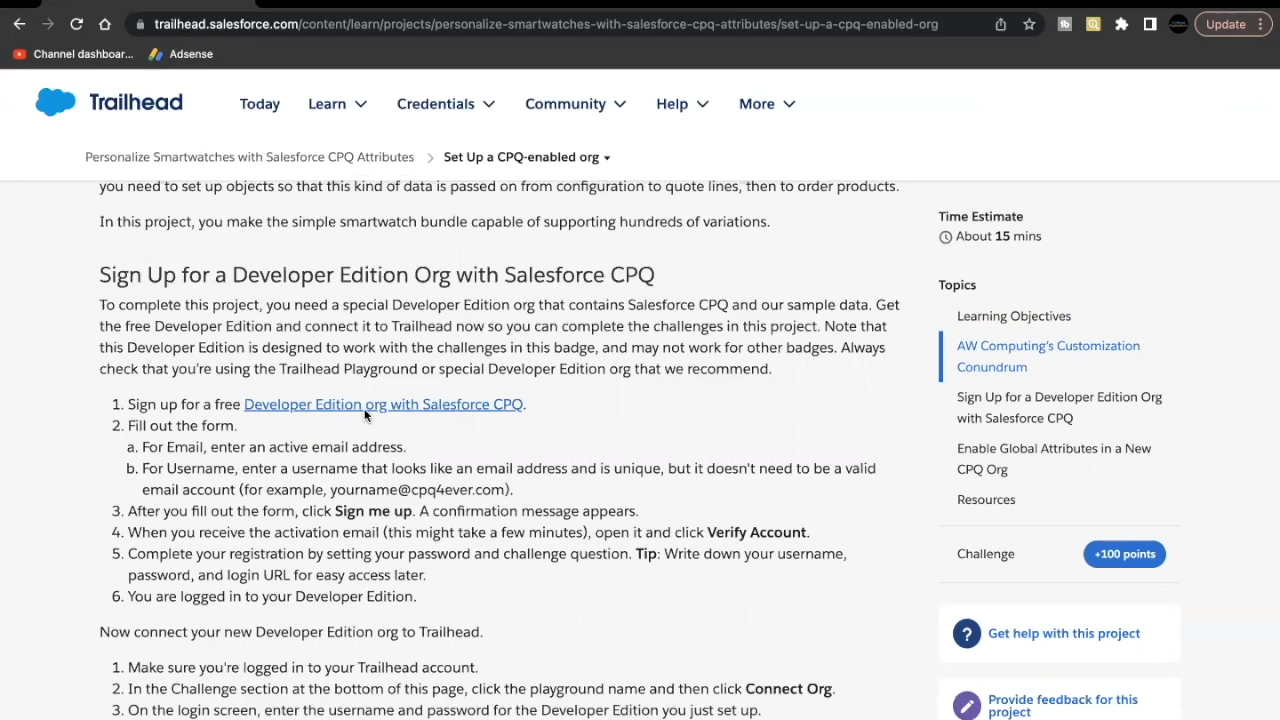 trailhead.salesforce.com/content/learn/projects/personalize-smartwatches-with-salesforce-cpq-attributes/set-up-a-cpq-enabled-org
Update
Channel dashboar...
Adsense
Trailhead
Today
Learn
Credentials
Community
Help
More
Personalize Smartwatches with Salesforce CPQ Attributes
Set Up a CPQ-enabled org
you need to set up objects so that this kind of data is passed on from configuration to quote lines, then to order products.
In this project, you make the simple smartwatch bundle capable of supporting hundreds of variations.
Sign Up for a Developer Edition Org with Salesforce CPQ
To complete this project, you need a special Developer Edition org that contains Salesforce CPQ and our sample data. Get
the free Developer Edition and connect it to Trailhead now so you can complete the challenges in this project. Note that
this Developer Edition is designed to work with the challenges in this badge, and may not work for other badges. Always
check that you're using the Trailhead Playground or special Developer Edition org that we recommend.
1. Sign up for a free Developer Edition org with Salesforce CPQ.
2. Fill out the form.
a. For Email, enter an active email address.
b. For Username, enter a username that looks like an email address and is unique, but it doesn't need to be a valid
email account (for example, yourname@cpq4ever.com).
3. After you fill out the form, click Sign me up. A confirmation message appears.
4. When you receive the activation email (this might take a few minutes), open it and click Verify Account.
5. Complete your registration by setting your password and challenge question. Tip: Write down your username,
password, and login URL for easy access later.
6. You are logged in to your Developer Edition.
Now connect your new Developer Edition org to Trailhead.
1. Make sure you're logged in to your Trailhead account.
2. In the Challenge section at the bottom of this page, click the playground name and then click Connect Org.
3. On the login screen, enter the username and password for the Developer Edition you just set up.
Time Estimate
About 15 mins
Topics
Learning Objectives
AW Computing's Customization
Conundrum
Sign Up for a Developer Edition Org
with Salesforce CPQ
Enable Global Attributes in a New
CPQ Org
Resources
Challenge
+100 points
? Get help with this project
Provide feedback for this
project